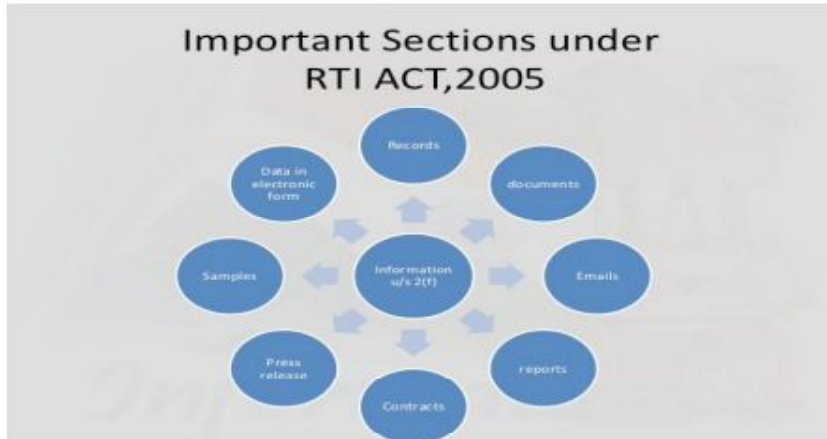 Important Sections under
RTI ACT,2005
Records
documents
Emails
reports
Contracts
Press
release
Samples
Data in
electronic
form
Information
u/s 2(f)